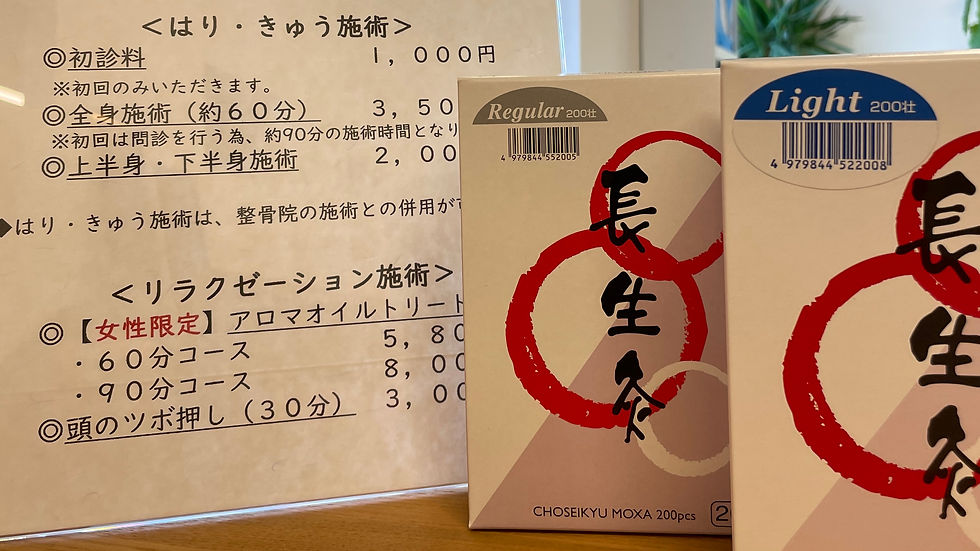 ＜はり・きゅう施術＞
◎初診料 １，０００円
※初回のみいただきます。
◎全身施術（約６０分） ３，５０
※初回は問診を行う為、約90分の施術時間となり
◎上半身・下半身施術 ２，００
◆はり・きゅう施術は、整骨院の施術との併用が
＜リラクゼーション施術＞
◎【女性限定】アロマオイルトリート
・６０分コース ５，８０
・９０分コース ８，００
◎頭のツボ押し（３０分） ３，０
Regular 200壮
4 979844 552005
長生灸
CHOSEIKYU MOXA 200pcs
Light 200壮
4 979844 522008
長生灸